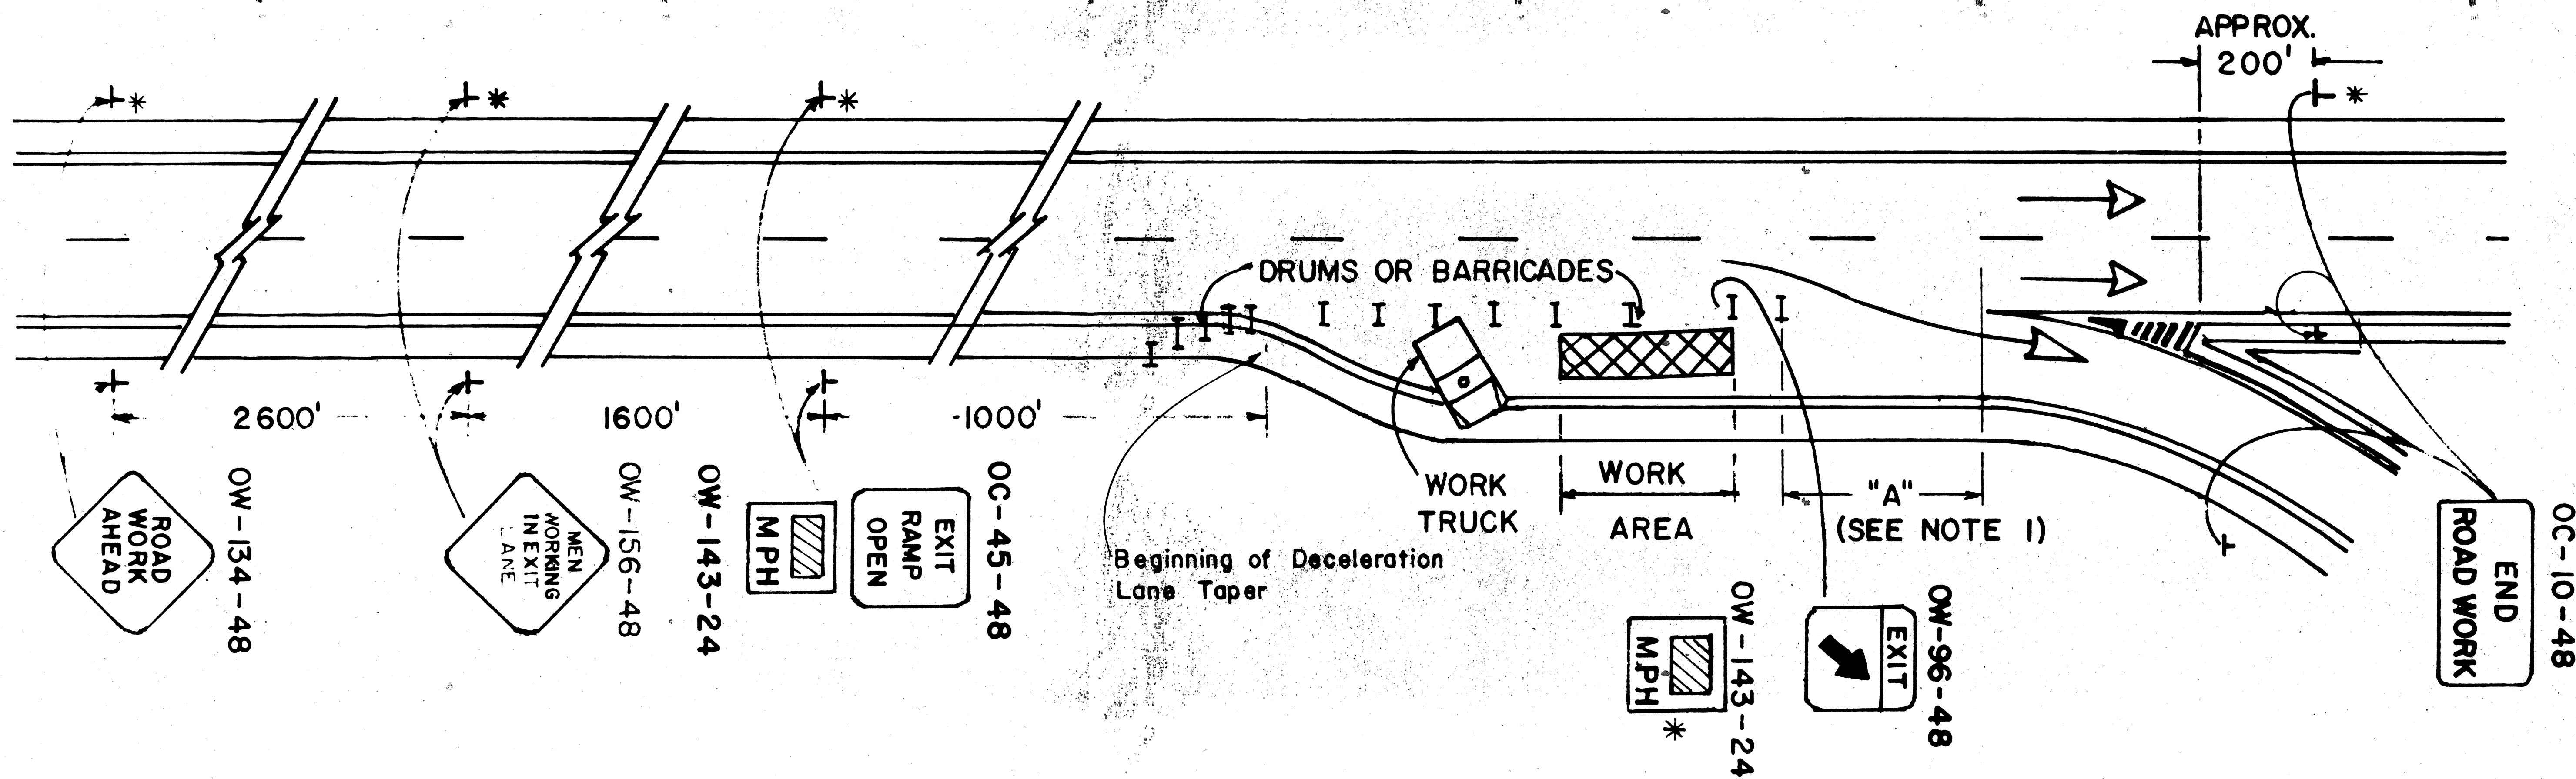 APPROX.
200'
*
*
*
*
DRUMS OR BARRICADES
2600'
1600'
1000'
WORK
TRUCK
WORK
AREA
"A"
(SEE NOTE 1)
Beginning of Deceleration
Lane Taper
ROAD
WORK
AHEAD
OW-134-48
MEN
WORKING
IN EXIT
LANE
OW-156-48
OW-143-24
MPH
EXIT
RAMP
OPEN
OC-45-48
M.PH
*
OW-143-24
EXIT
OW-96-48
END
ROAD WORK
OC-10-48